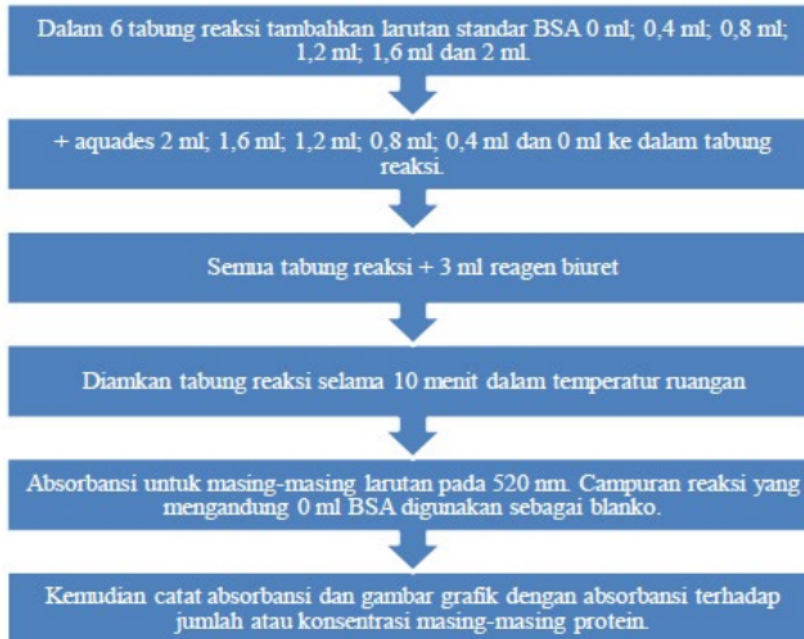 Dalam 6 tabung reaksi tambahkan larutan standar BSA 0 ml; 0,4 ml; 0,8 ml;
1,2 ml; 1,6 ml dan 2 ml.
+ aquades 2 ml; 1,6 ml; 1,2 ml; 0,8 ml; 0,4 ml dan 0 ml ke dalam tabung
reaksi.
Semua tabung reaksi + 3 ml reagen biuret
Diamkan tabung reaksi selama 10 menit dalam temperatur ruangan
Absorbansi untuk masing-masing larutan pada 520 nm. Campuran reaksi yang
mengandung 0 ml BSA digunakan sebagai blanko.
Kemudian catat absorbansi dan gambar grafik dengan absorbansi terhadap
jumlah atau konsentrasi masing-masing protein.